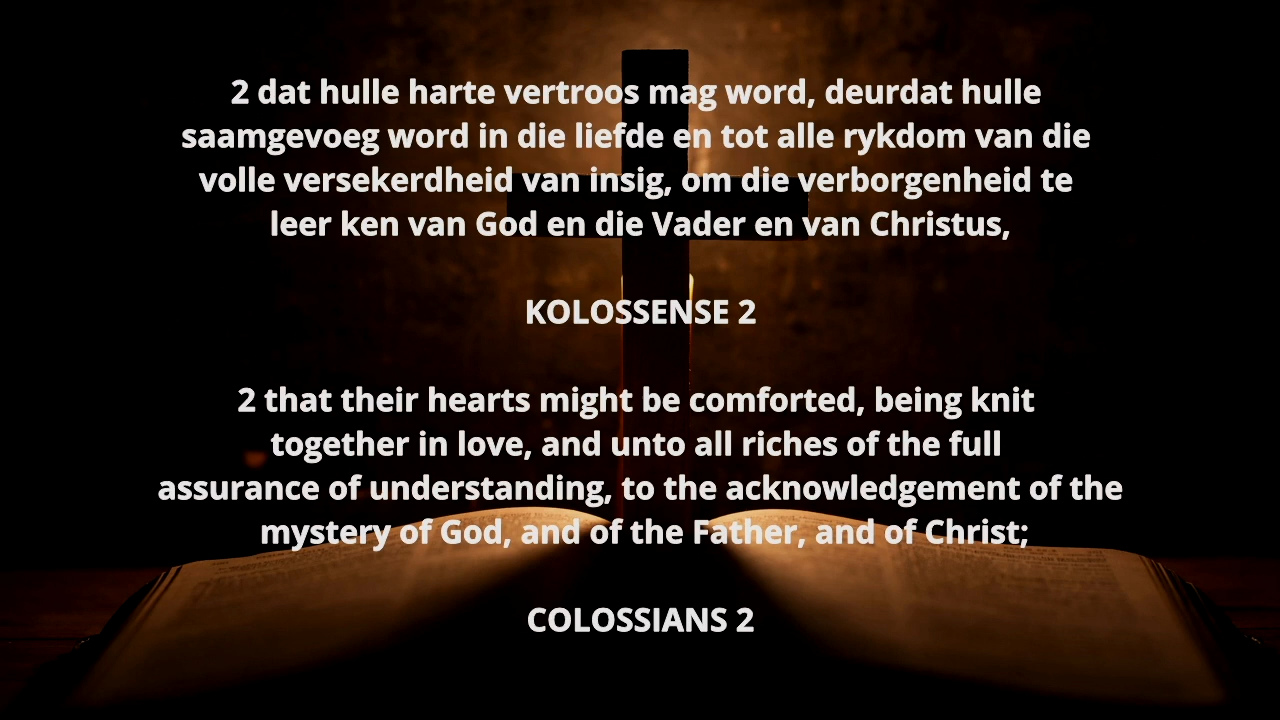 2 dat hulle harte vertroos mag word, deurdat hulle
saamgevoeg word in die liefde en tot alle rykdom van die
volle versekerdheid van insig, om die verborgenheid te
leer ken van God en die Vader en van Christus,
KOLOSSENSE 2
2 that their hearts might be comforted, being knit
together in love, and unto all riches of the full
assurance of understanding, to the acknowledgement of the
mystery of God, and of the Father, and of Christ;
COLOSSIANS 2